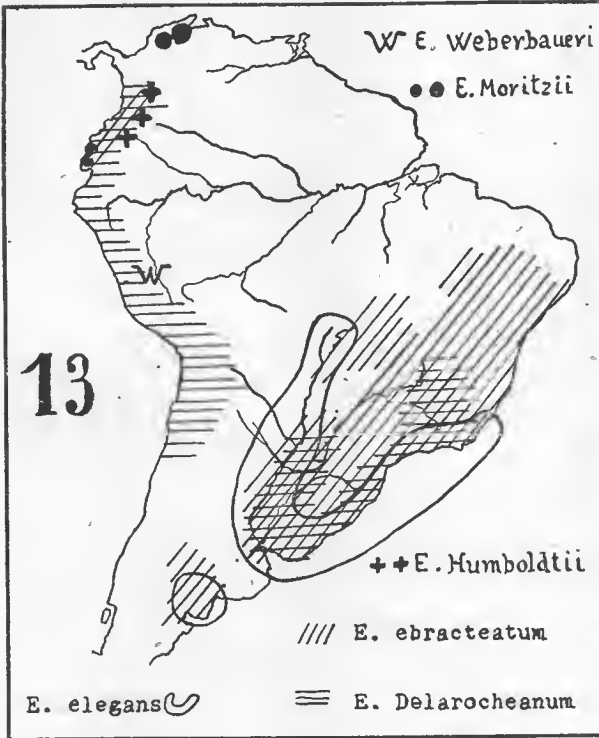 W E. Weberbaueri
E. Moritzii
W
13
E. Humboldtii
E. ebracteatum
E. elegans
E. Delarocheanum